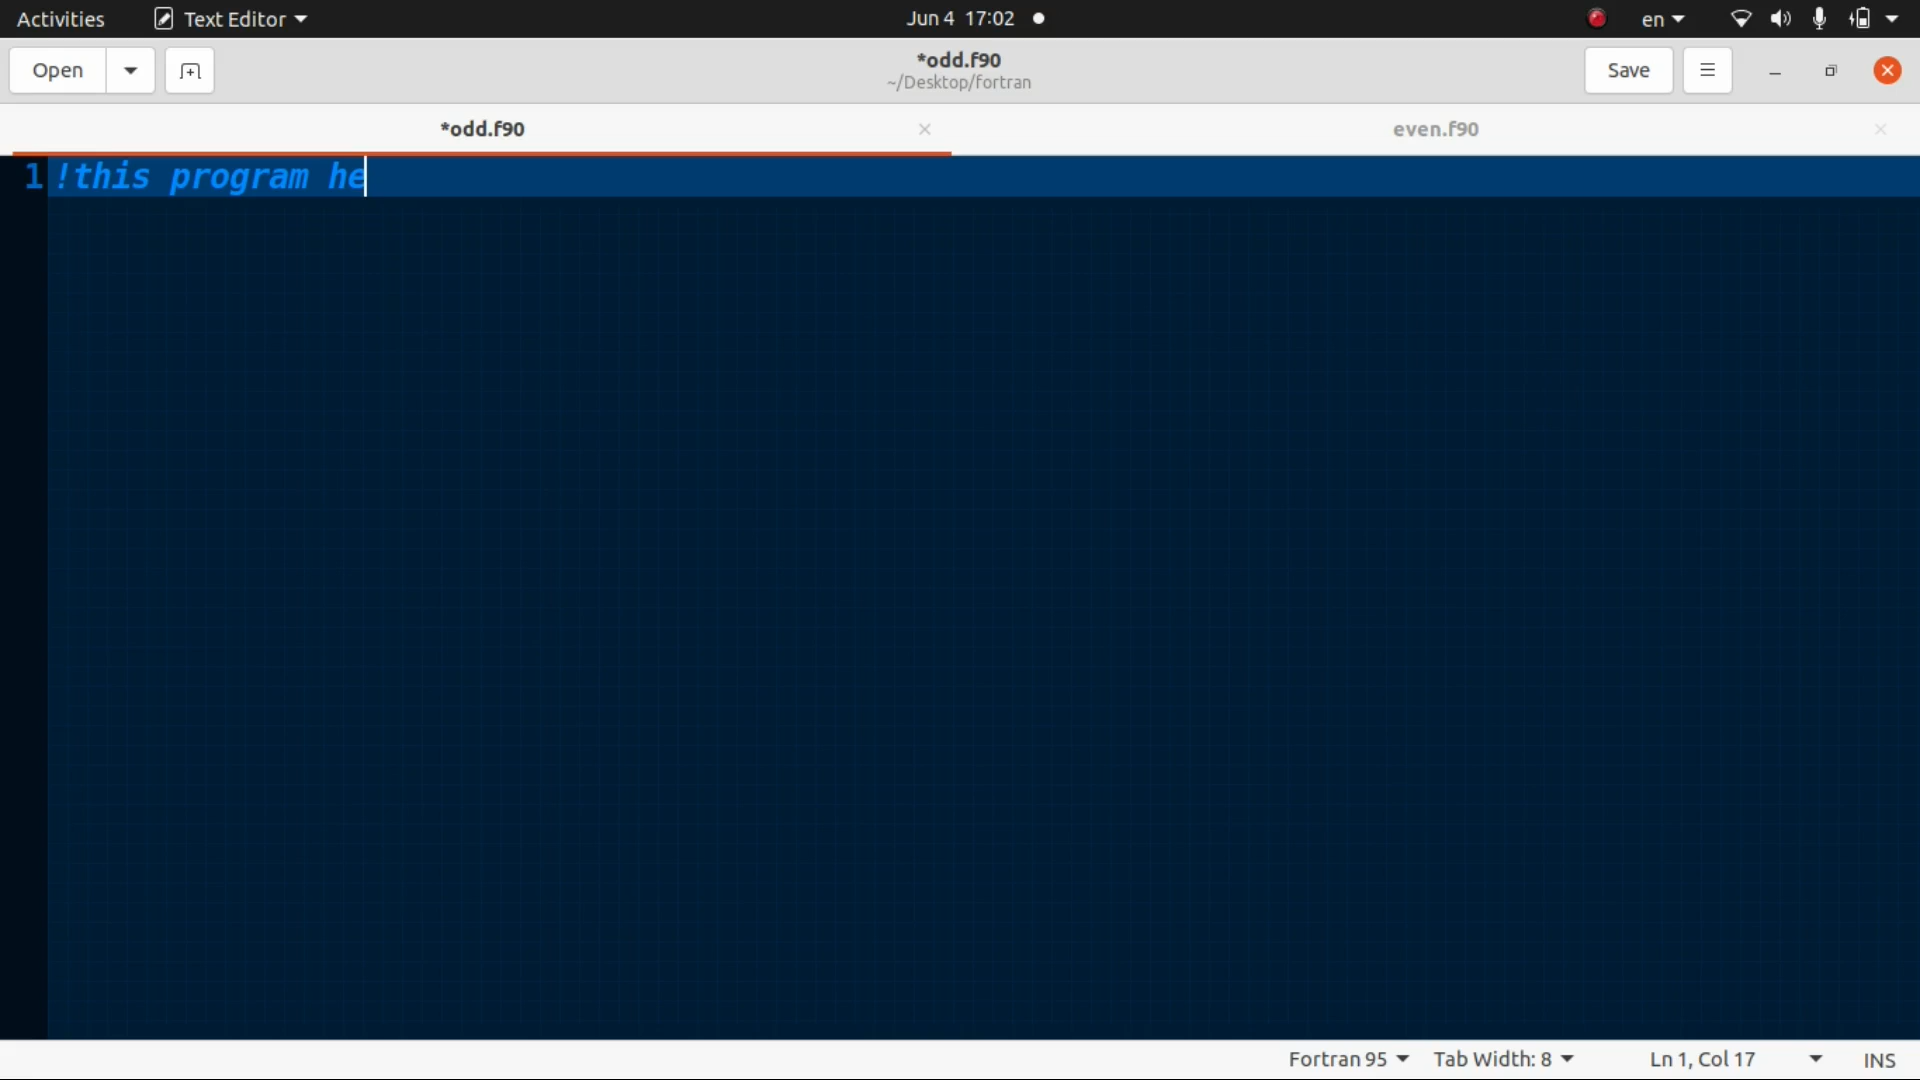 Activities Text Editor Jun 4 17:02 en
Open *odd.f90 Save
~/Desktop/fortran
*odd.f90 even.f90
1 !this program he
Fortran 95 Tab Width: 8 Ln 1, Col 17 INS